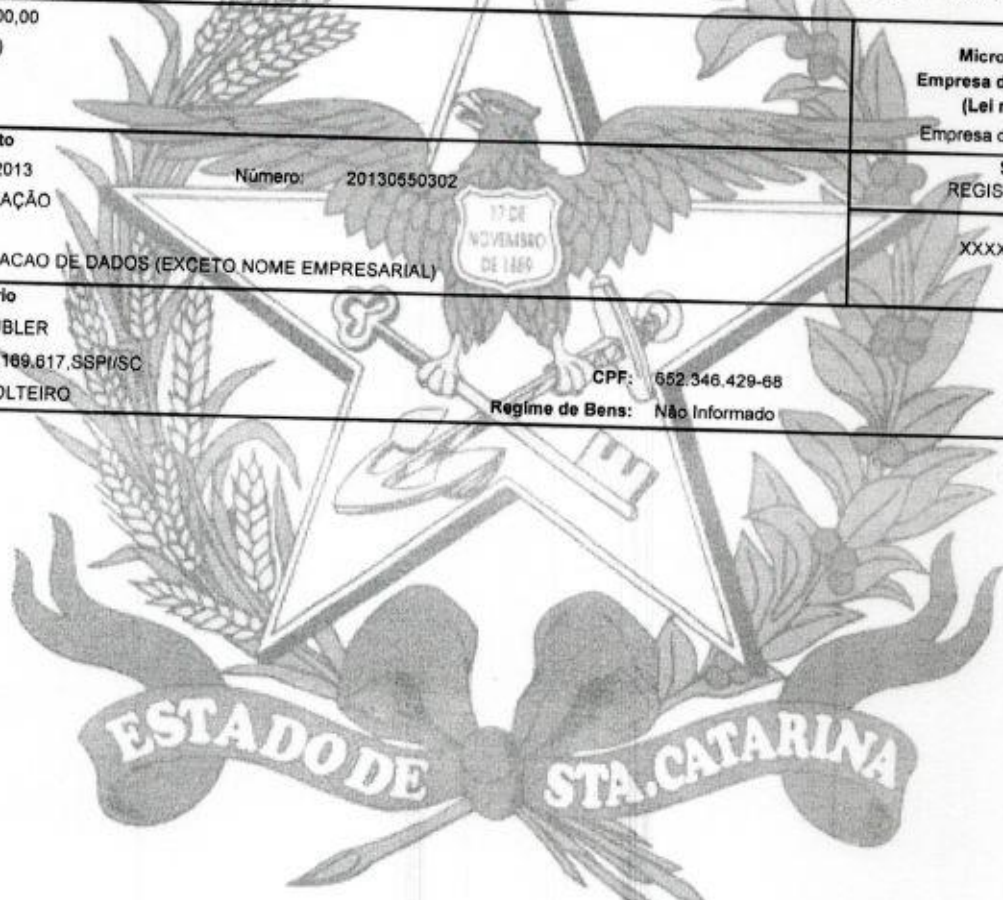 00,00
)
Micro
Empresa d
(Lei n
Empresa d
to
2013
Número: 20130550302
AÇÃO
S
REGIS
ACAO DE DADOS (EXCETO NOME EMPRESARIAL)
XXXX
17 DE
NOVEMBRO
DE 1889
rio
BLER
169.617,SSPI/SC
CPF: 652.346.429-68
OLTEIRO
Regime de Bens: Não Informado
ESTADO DE STA.CATARINA